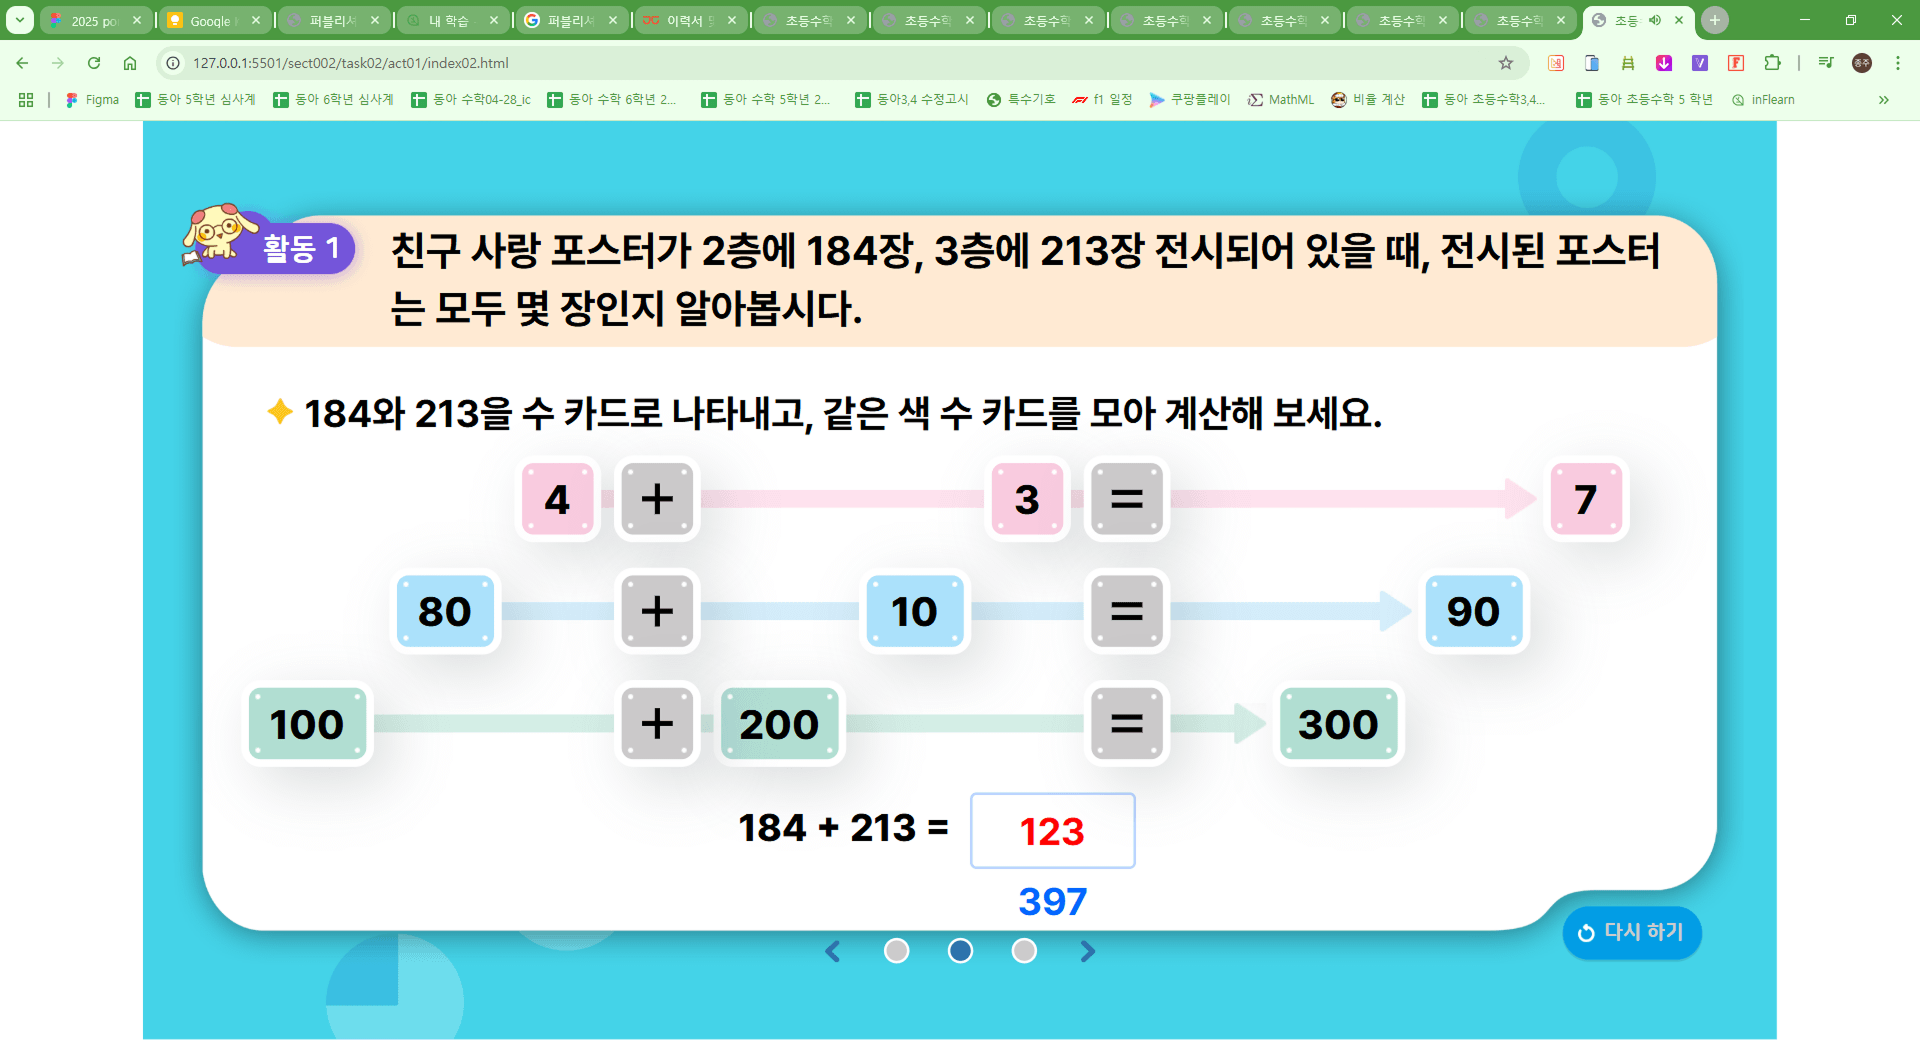 2025 po
Google
퍼블리셔
내 학습
퍼블리셔
이력서
초등수학
초등수학
초등수학
초등수학
초등수학
초등수학
초등수학
초등
127.0.0.1:5501/sect002/task02/act01/index02.html
종주
Figma
동아 5학년 심사계
동아 6학년 심사계
동아 수학04-28_ic
동아 수학 6학년 2...
동아 수학 5학년 2...
동아3,4 수정고시
특수기호
f1 일정
쿠팡플레이
MathML
비율 계산
동아 초등수학3,4...
동아 초등수학 5 학년
inFlearn
활동 1
친구 사랑 포스터가 2층에 184장, 3층에 213장 전시되어 있을 때, 전시된 포스터
는 모두 몇 장인지 알아봅시다.
184와 213을 수 카드로 나타내고, 같은 색 수 카드를 모아 계산해 보세요.
4 + 3 = 7
80 + 10 = 90
100 + 200 = 300
184 + 213 = 123
397
다시 하기